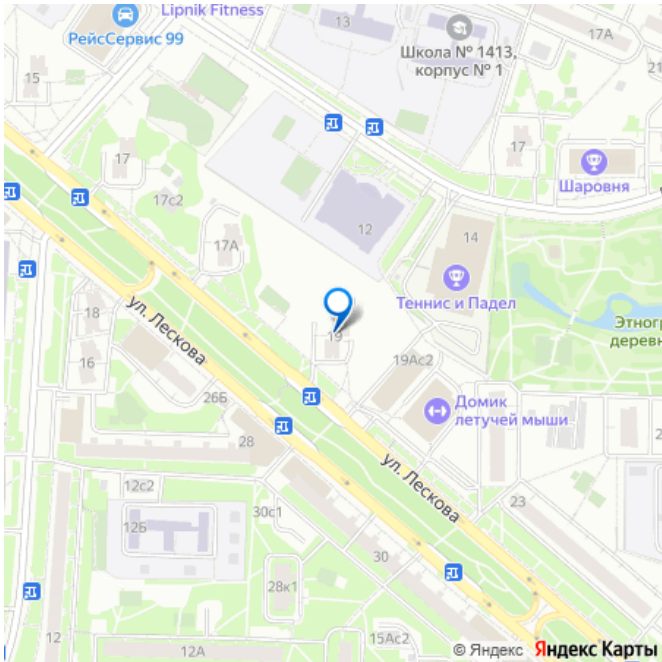 Lipnik Fitness
РейсСервис 99
13
17А
Школа № 1413,
корпус № 1
15
17
17
Шаровня
17с2
12
14
17А
Теннис и Падел
Этногр
деревн
18
ул. Лескова
19
16
19Ас2
26Б
Домик
летучей мыши
28
ул. Лескова
12с2
23
30с1
12Б
30
28к1
12
12А
15Ас2
© Яндекс Яндекс Карты